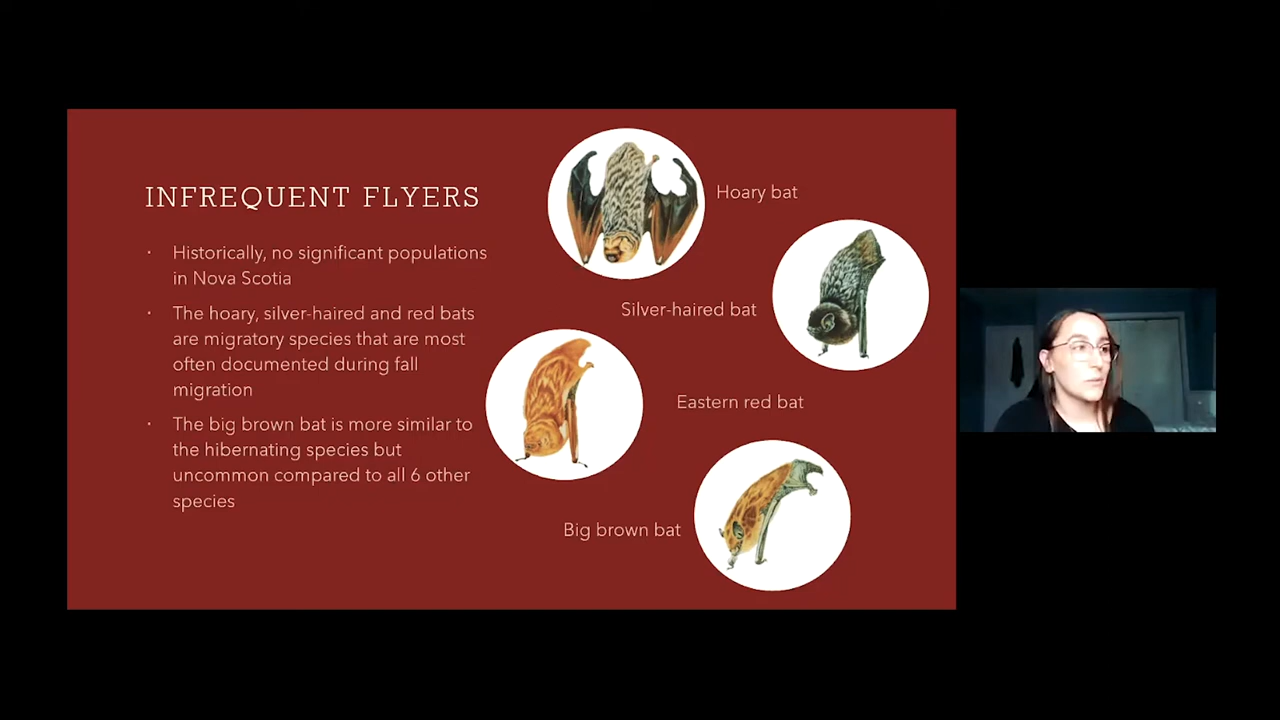 INFREQUENT FLYERS
· Historically, no significant populations
in Nova Scotia
· The hoary, silver-haired and red bats
are migratory species that are most
often documented during fall
migration
· The big brown bat is more similar to
the hibernating species but
uncommon compared to all 6 other
species
Hoary bat
Silver-haired bat
Eastern red bat
Big brown bat